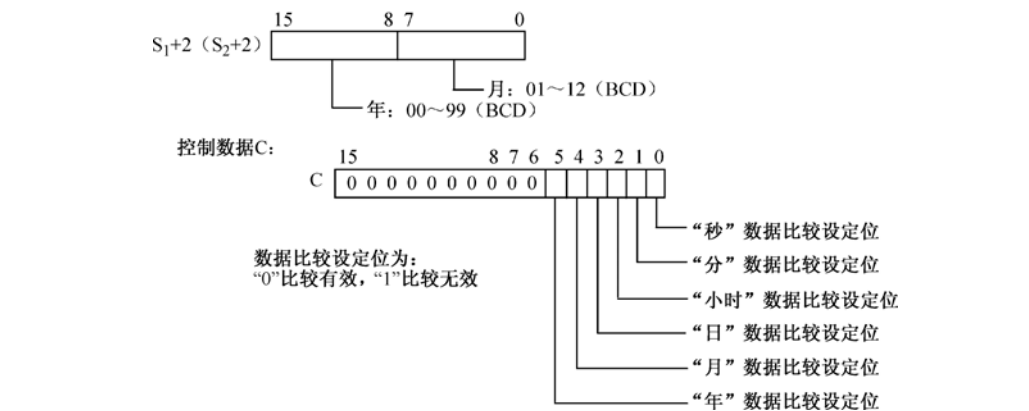 15 8 7 0
S1+2（S2+2）
月：01～12（BCD）
年：00～99（BCD）
控制数据C：
15 8 7 6 5 4 3 2 1 0
C 0 0 0 0 0 0 0 0 0 0
“秒”数据比较设定位
数据比较设定位为：
“0”比较有效，“1”比较无效
“分”数据比较设定位
“小时”数据比较设定位
“日”数据比较设定位
“月”数据比较设定位
“年”数据比较设定位